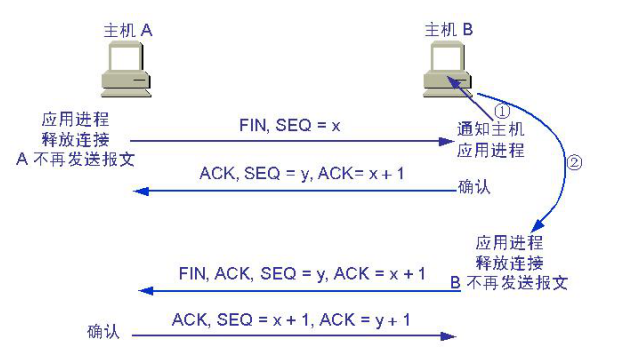 主机 A
主机 B
应用进程
释放连接
A 不再发送报文
FIN, SEQ = x
①
通知主机
应用进程
②
ACK, SEQ = y, ACK= x + 1
确认
应用进程
释放连接
B 不再发送报文
FIN, ACK, SEQ = y, ACK = x + 1
确认
ACK, SEQ = x + 1, ACK = y + 1